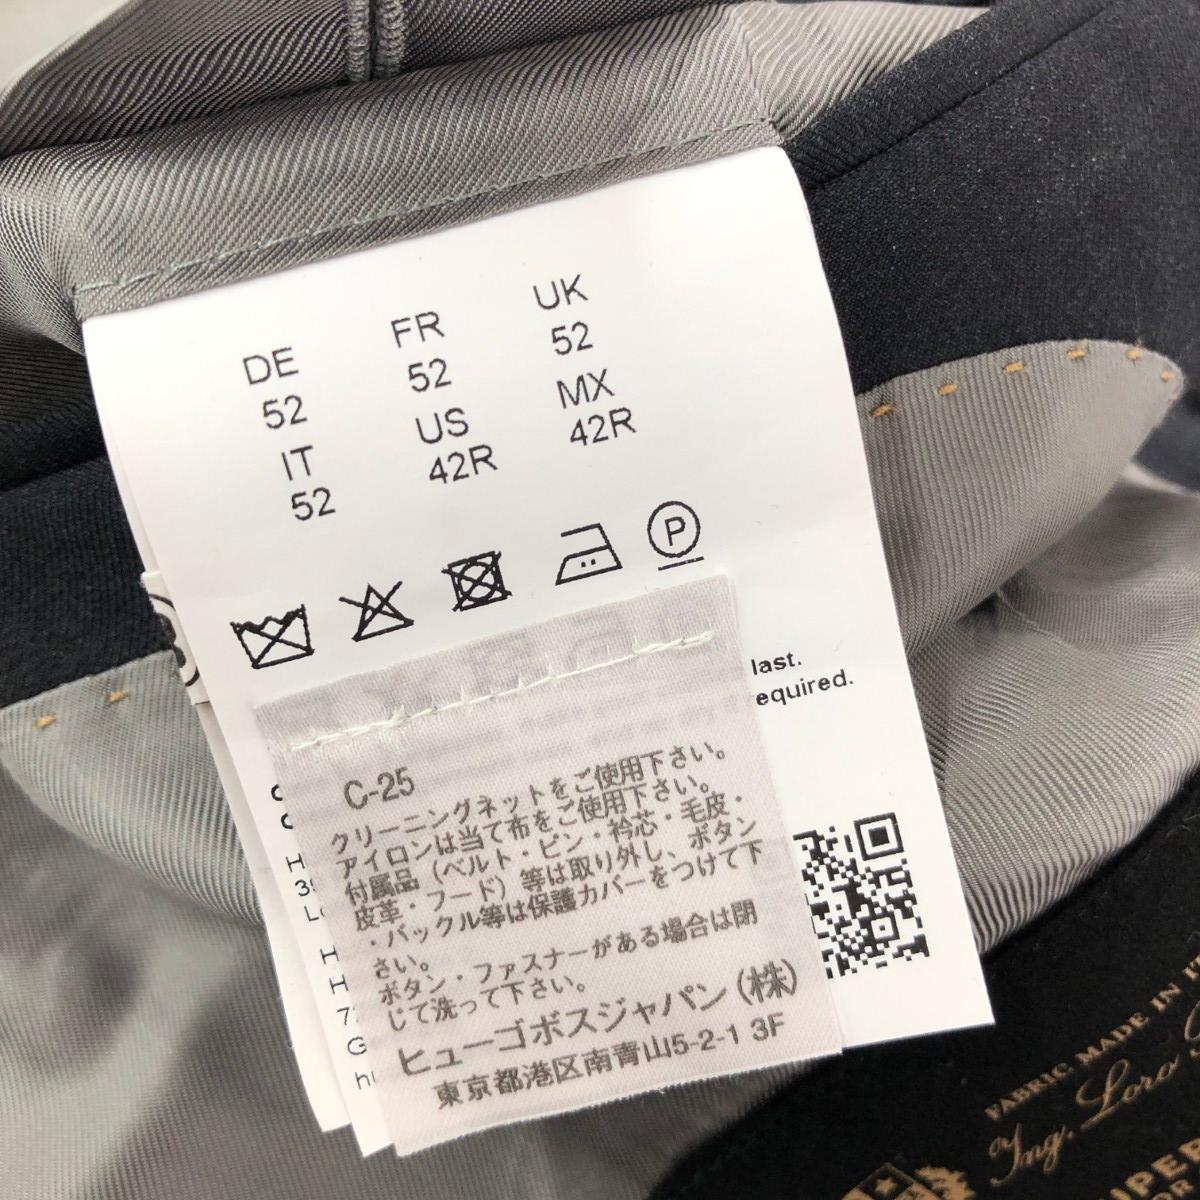 DE
52
IT
52
FR
52
US
42R
UK
52
MX
42R
P
last.
required.
C-25
クリーニングネットをご使用下さい。
アイロンは当て布をご使用下さい。
付属品（ベルト・ピン・衿芯・毛皮・
皮革・フード）等は取り外し、ボタン
・バックル等は保護カバーをつけて下
さい。
ボタン・ファスナーがある場合は閉
じて洗って下さい。
ヒューゴボスジャパン（株）
東京都港区南青山5-2-1 3F
FABRIC MADE IN
Ing. Loro